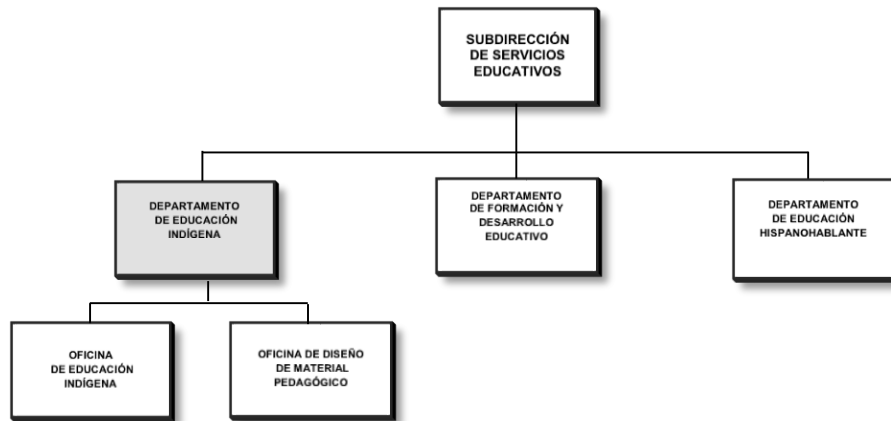 SUBDIRECCIÓN
DE SERVICIOS
EDUCATIVOS
DEPARTAMENTO
DE EDUCACIÓN
INDÍGENA
DEPARTAMENTO
DE FORMACIÓN Y
DESARROLLO
EDUCATIVO
DEPARTAMENTO
DE EDUCACIÓN
HISPANOHABLANTE
OFICINA
DE EDUCACIÓN
INDÍGENA
OFICINA DE DISEÑO
DE MATERIAL
PEDAGÓGICO